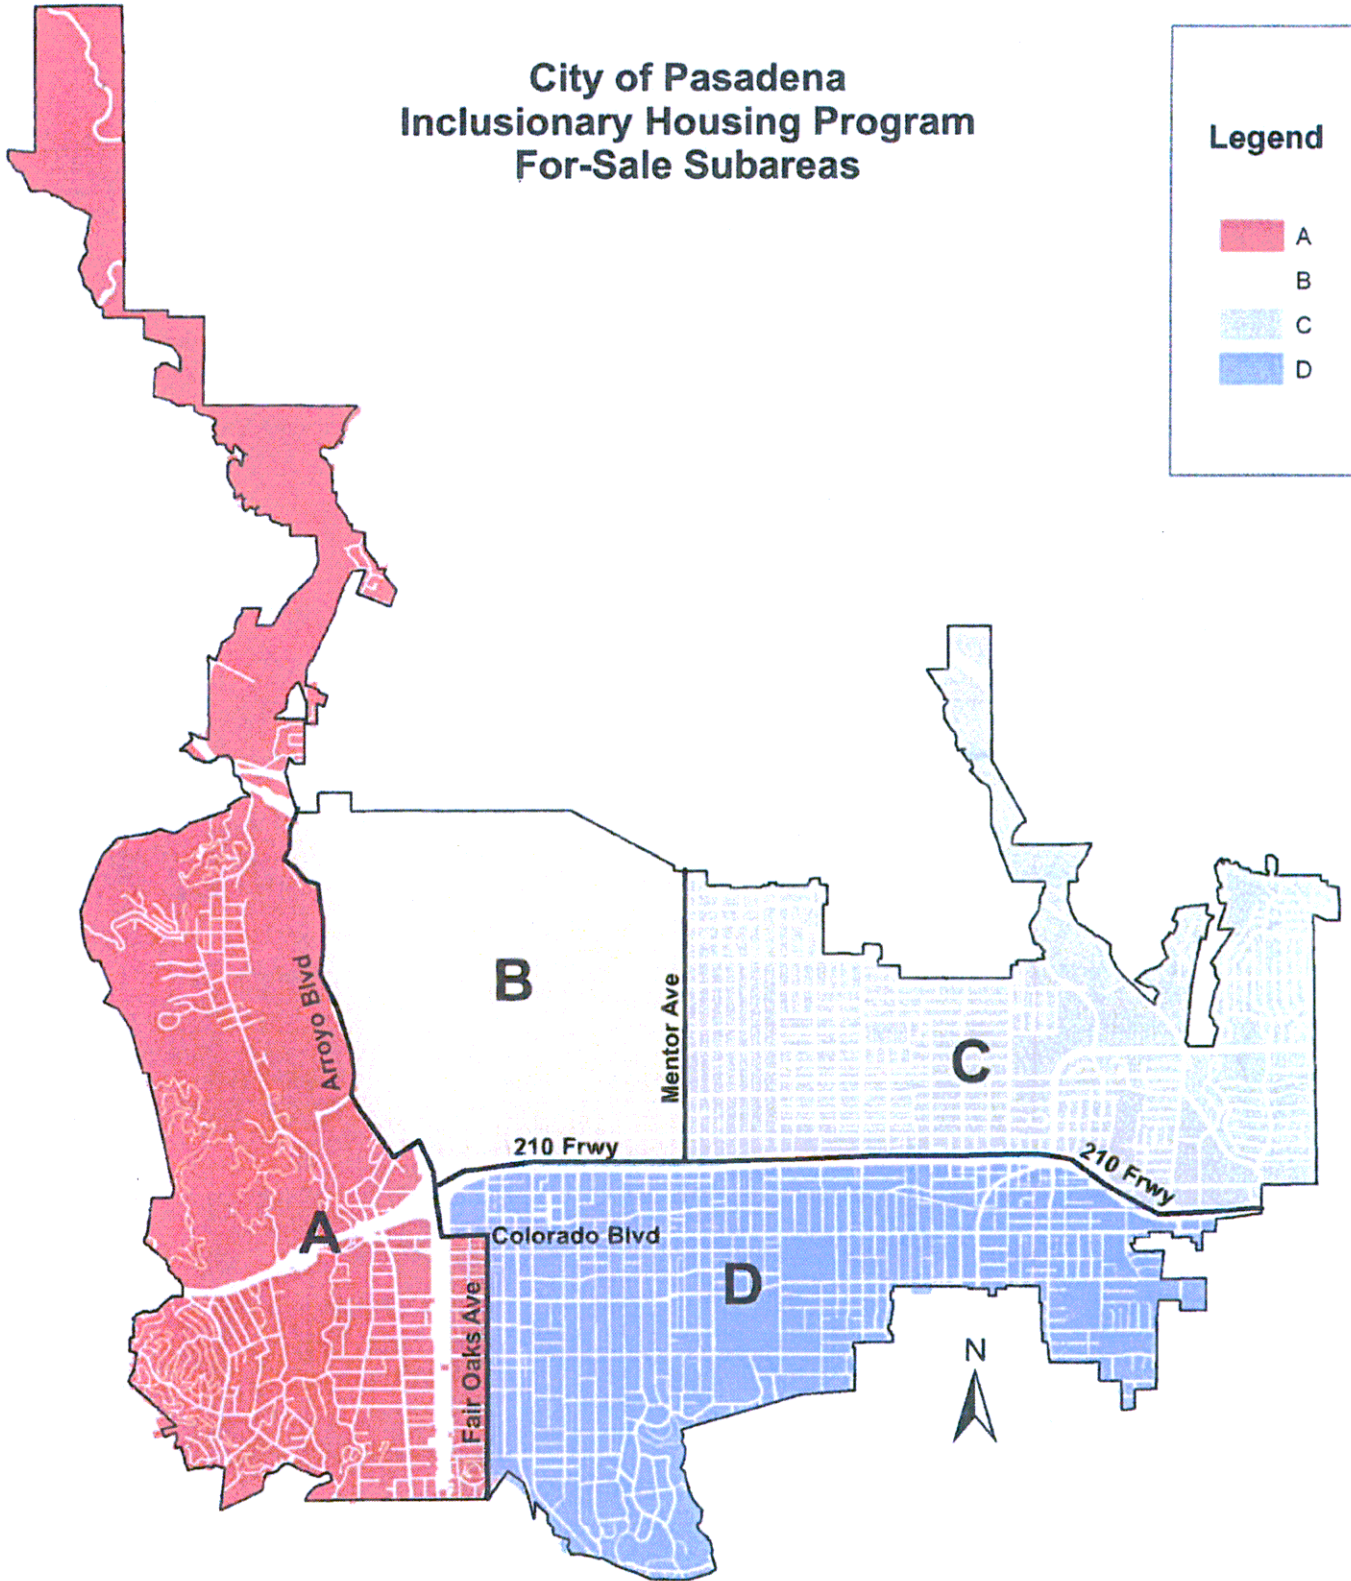 City of Pasadena
Inclusionary Housing Program
For-Sale Subareas
Legend
A
B
C
D
Arroyo Blvd
B
Mentor Ave
C
210 Frwy
210 Frwy
A
Colorado Blvd
D
Fair Oaks Ave
N